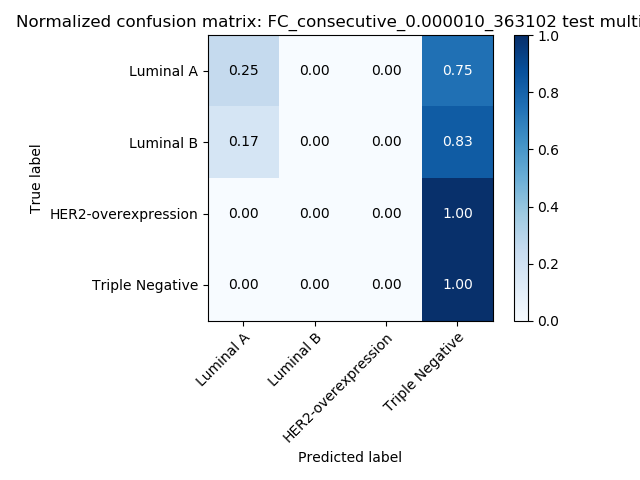 Normalized confusion matrix: FC_consecutive_0.000010_363102 test multi
True label
Luminal A 0.25 0.00 0.00 0.75
Luminal B 0.17 0.00 0.00 0.83
HER2-overexpression 0.00 0.00 0.00 1.00
Triple Negative 0.00 0.00 0.00 1.00
Luminal A
Luminal B
HER2-overexpression
Triple Negative
Predicted label
1.0
0.8
0.6
0.4
0.2
0.0